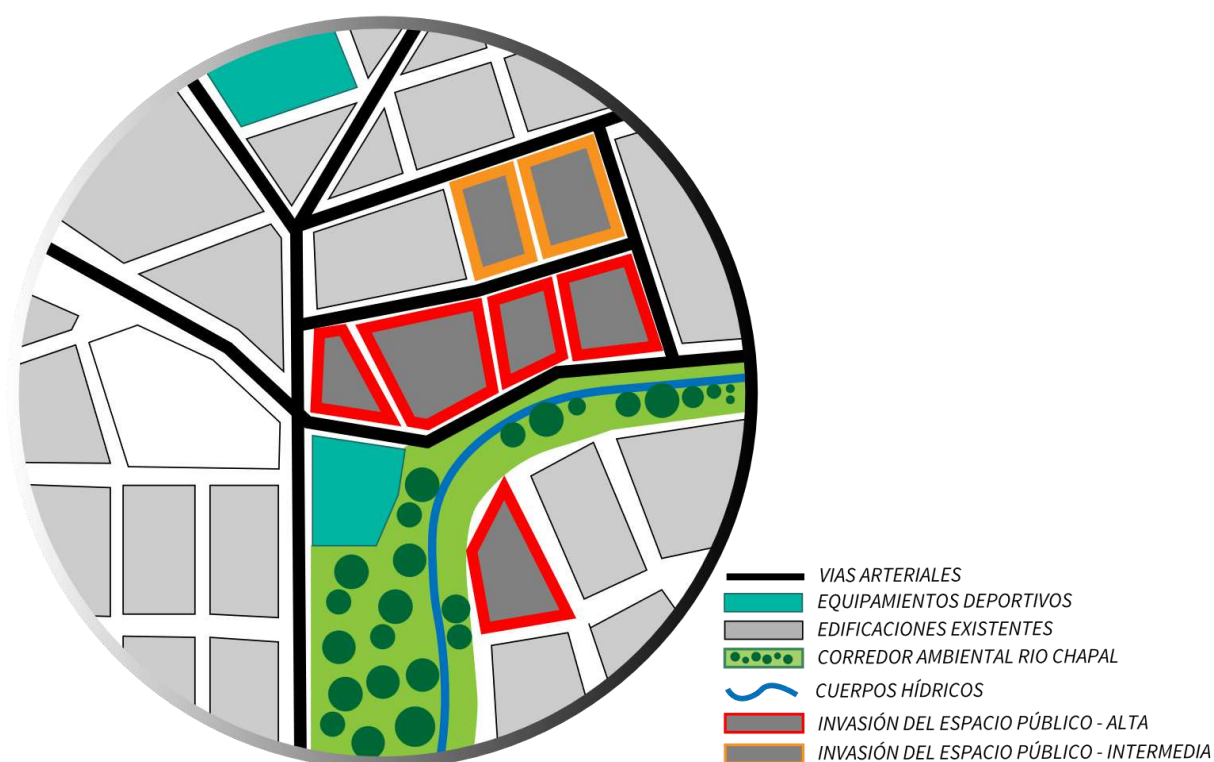 VIAS ARTERIALES
EQUIPAMIENTOS DEPORTIVOS
EDIFICACIONES EXISTENTES
CORREDOR AMBIENTAL RIO CHAPAL
CUERPOS HÍDRICOS
INVASIÓN DEL ESPACIO PÚBLICO - ALTA
INVASIÓN DEL ESPACIO PÚBLICO - INTERMEDIA